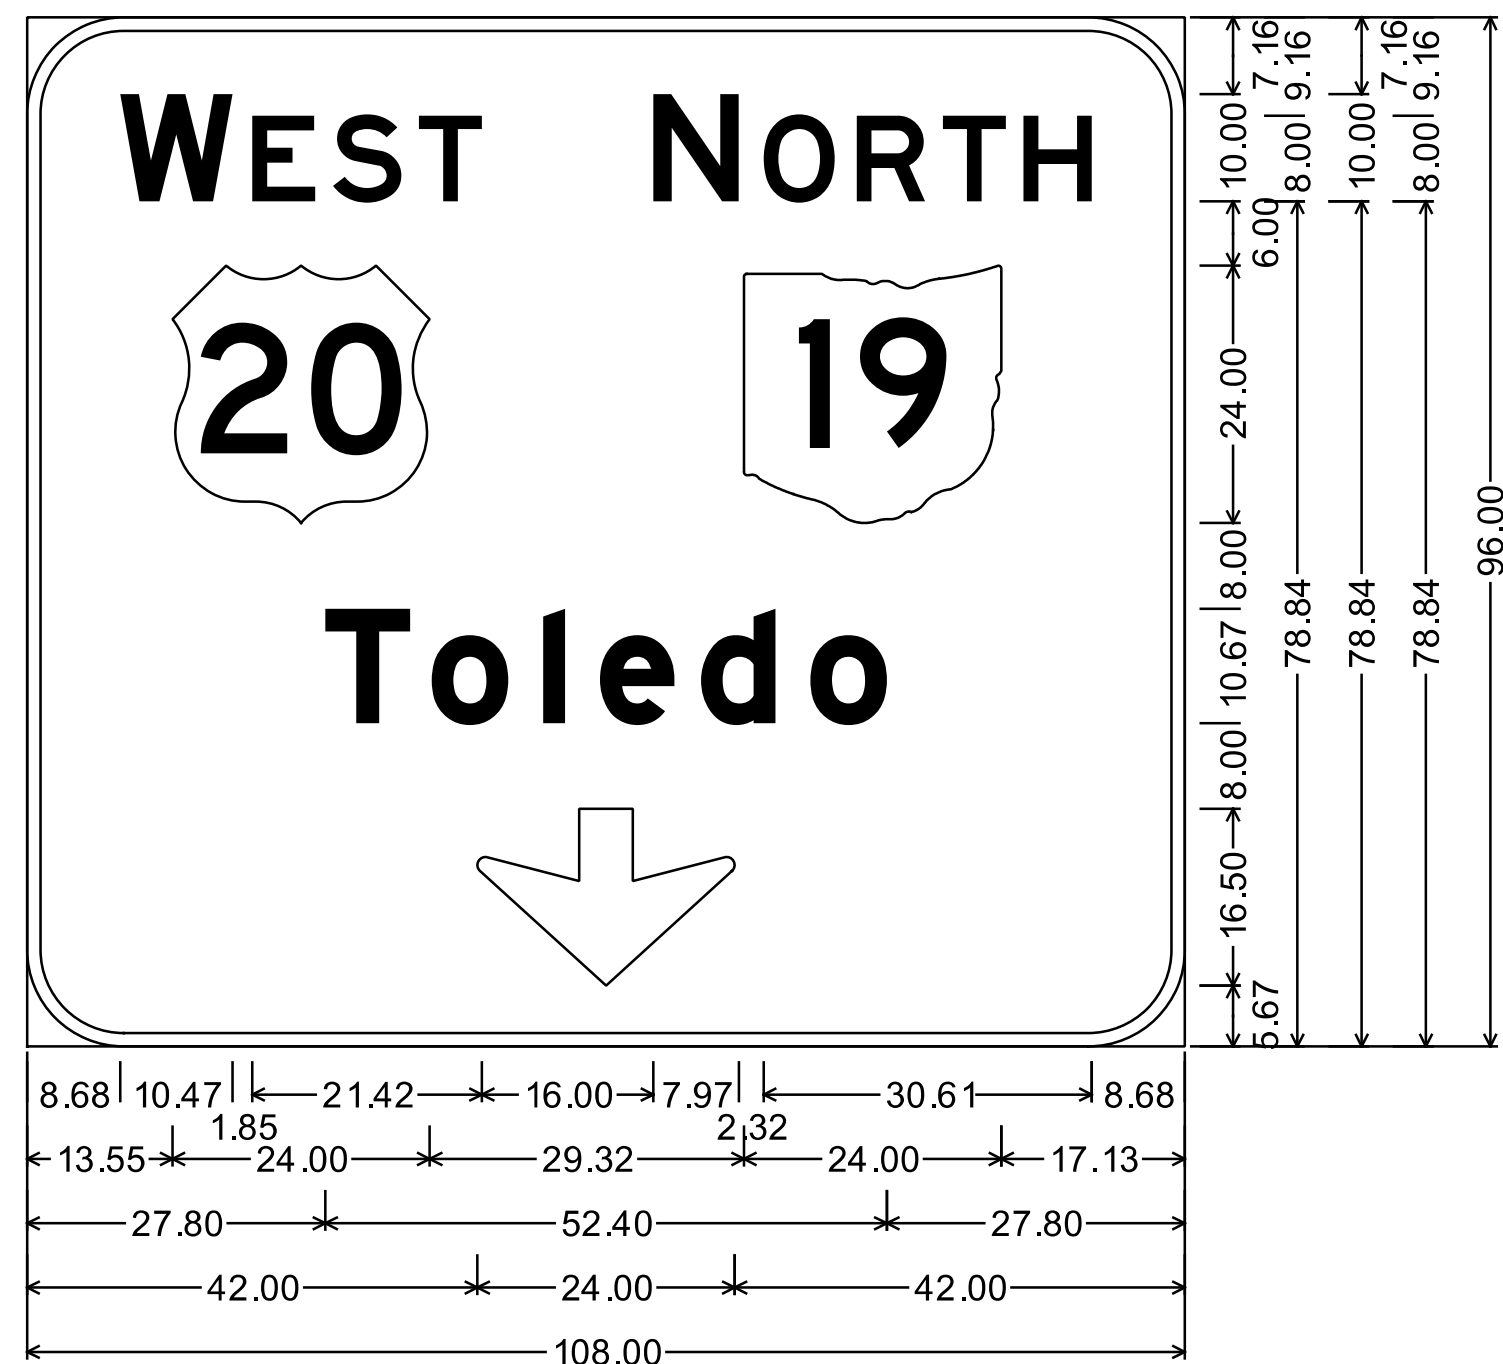 WEST NORTH
20 19
Toledo
7.16 9.16 7.16 9.16
10.00 8.00 10.00 8.00
6.00
24.00
8.00
10.67
8.00
16.50
5.67
78.84 78.84 78.84
96.00
8.68 10.47 21.42 16.00 7.97 30.61 8.68
1.85 2.32
13.55 24.00 29.32 24.00 17.13
27.80 52.40 27.80
42.00 24.00 42.00
108.00